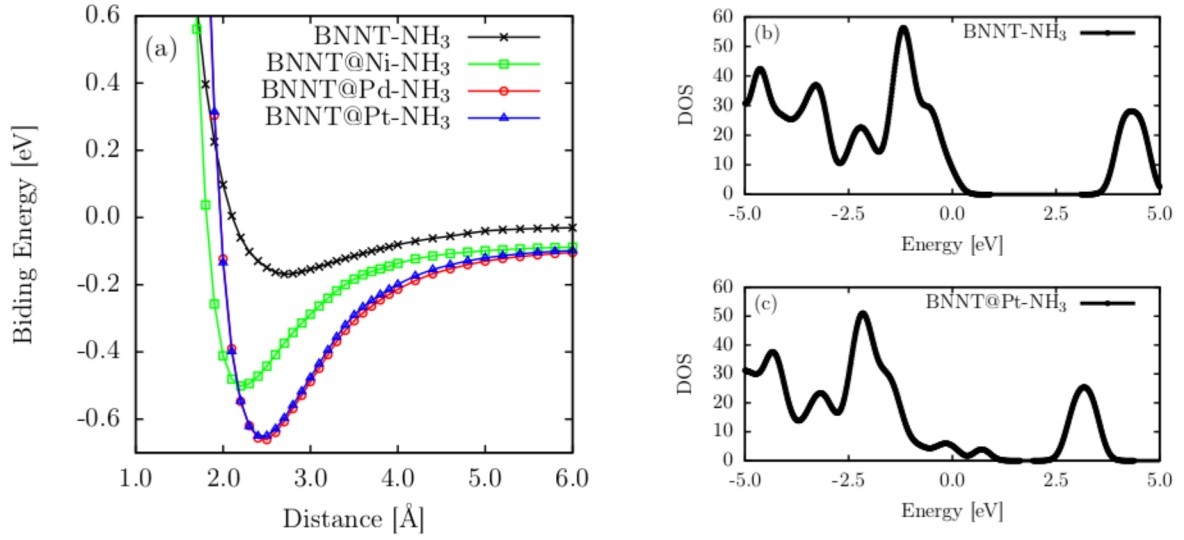 (a)
BNNT-NH3
BNNT@Ni-NH3
BNNT@Pd-NH3
BNNT@Pt-NH3
0.6
0.4
0.2
0.0
-0.2
-0.4
-0.6
Biding Energy [eV]
1.0 2.0 3.0 4.0 5.0 6.0
Distance [Å]
(b)
BNNT-NH3
60
50
40
30
20
10
0
DOS
-5.0 -2.5 0.0 2.5 5.0
Energy [eV]
(c)
BNNT@Pt-NH3
60
50
40
30
20
10
0
DOS
-5.0 -2.5 0.0 2.5 5.0
Energy [eV]